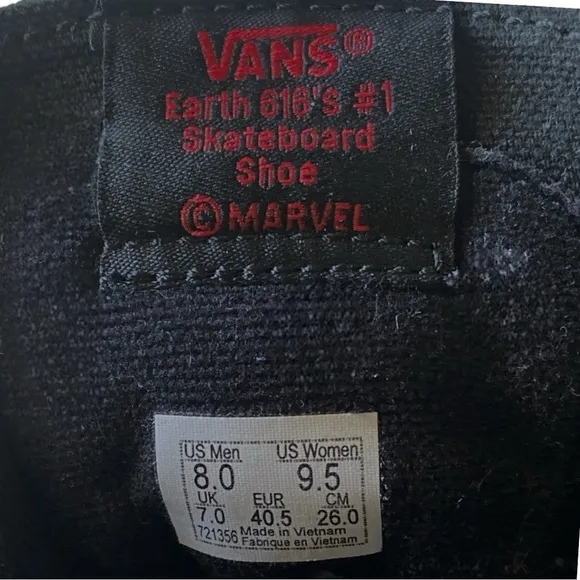 VANS®
Earth 616's #1
Skateboard
Shoe
© MARVEL
US Men US Women
8.0 9.5
UK EUR CM
7.0 40.5 26.0
721356 Made in Vietnam
Fabrique en Vietnam